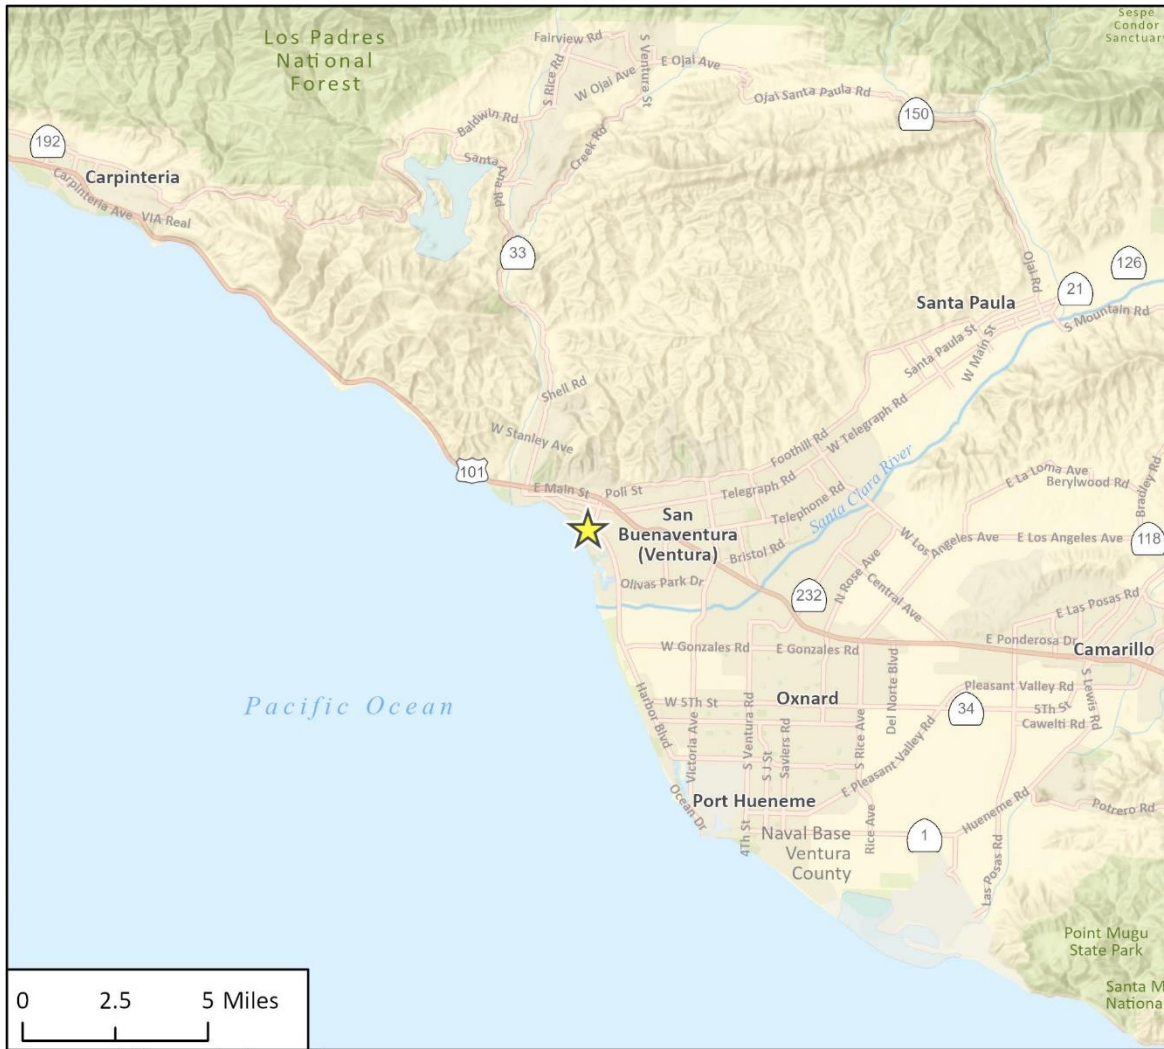 Sespe
Condor
Sanctuary
Los Padres
National
Forest
Fairview Rd
S Rice Rd
W Ojai Ave
S Ventura St
E Ojai Ave
Ojai Santa Paula Rd
150
192
Baldwin Rd
Santa Ana Rd
Creek Rd
Carpinteria
Carpinteria Ave
VIA Real
33
Ojai Rd
126
21
Santa Paula
S Mountain Rd
Santa Paula St
W Main St
Shell Rd
W Stanley Ave
Foothill Rd
W Telegraph Rd
101
E Main St
Poli St
Telegraph Rd
Telephone Rd
Santa Clara River
E La Loma Ave
Berylwood Rd
Bradley Rd
San
Buenaventura
(Ventura)
Bristol Rd
W Los Angeles Ave
E Los Angeles Ave
118
Olivas Park Dr
232
N Rose Ave
Central Ave
E Las Posas Rd
W Gonzales Rd
E Gonzales Rd
E Ponderosa Dr
Camarillo
Harbor Blvd
Del Norte Blvd
Pleasant Valley Rd
S Lewis Rd
Pacific Ocean
W 5Th St
Oxnard
34
5Th St
Cawelti Rd
Victoria Ave
S Ventura Rd
S J St
Saviers Rd
S Rice Ave
E Pleasant Valley Rd
Ocean Dr
Port Hueneme
Hueneme Rd
Potrero Rd
4Th St
Naval Base
Ventura
County
Rice Ave
1
Las Posas Rd
Point Mugu
State Park
Santa M
Nationa
0 2.5 5 Miles